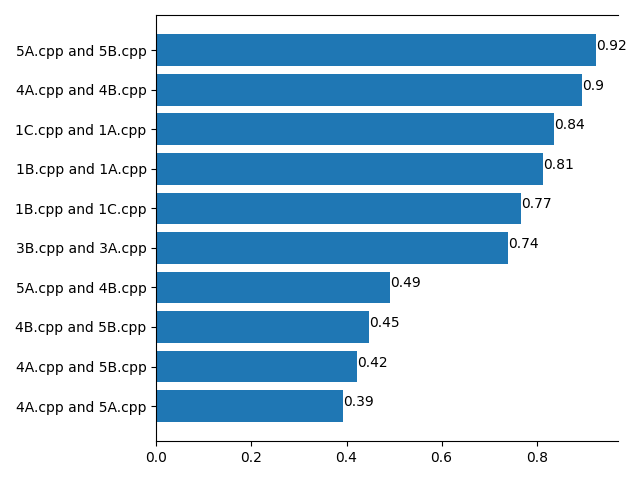 5A.cpp and 5B.cpp 0.92
4A.cpp and 4B.cpp 0.9
1C.cpp and 1A.cpp 0.84
1B.cpp and 1A.cpp 0.81
1B.cpp and 1C.cpp 0.77
3B.cpp and 3A.cpp 0.74
5A.cpp and 4B.cpp 0.49
4B.cpp and 5B.cpp 0.45
4A.cpp and 5B.cpp 0.42
4A.cpp and 5A.cpp 0.39
0.0 0.2 0.4 0.6 0.8